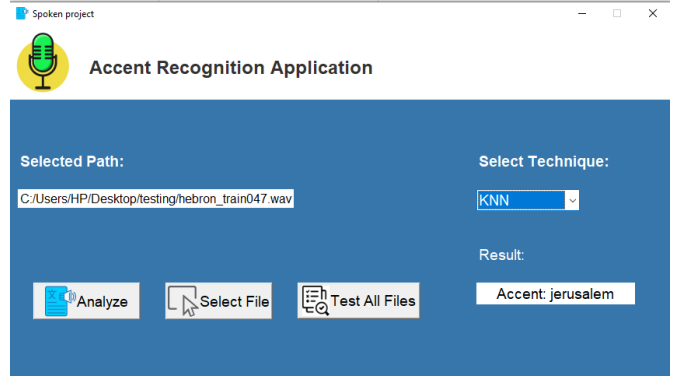 Spoken project
Accent Recognition Application
Selected Path:
Select Technique:
C:/Users/HP/Desktop/testing/hebron_train047.wav
KNN
Result:
Analyze
Select File
Test All Files
Accent: jerusalem